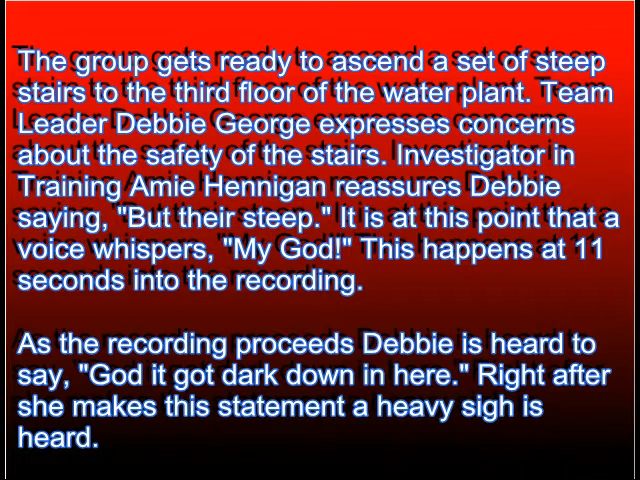 The group gets ready to ascend a set of steep
stairs to the third floor of the water plant. Team
Leader Debbie George expresses concerns
about the safety of the stairs. Investigator in
Training Amie Hennigan reassures Debbie
saying, "But their steep." It is at this point that a
voice whispers, "My God!" This happens at 11
seconds into the recording.
As the recording proceeds Debbie is heard to
say, "God it got dark down in here." Right after
she makes this statement a heavy sigh is
heard.